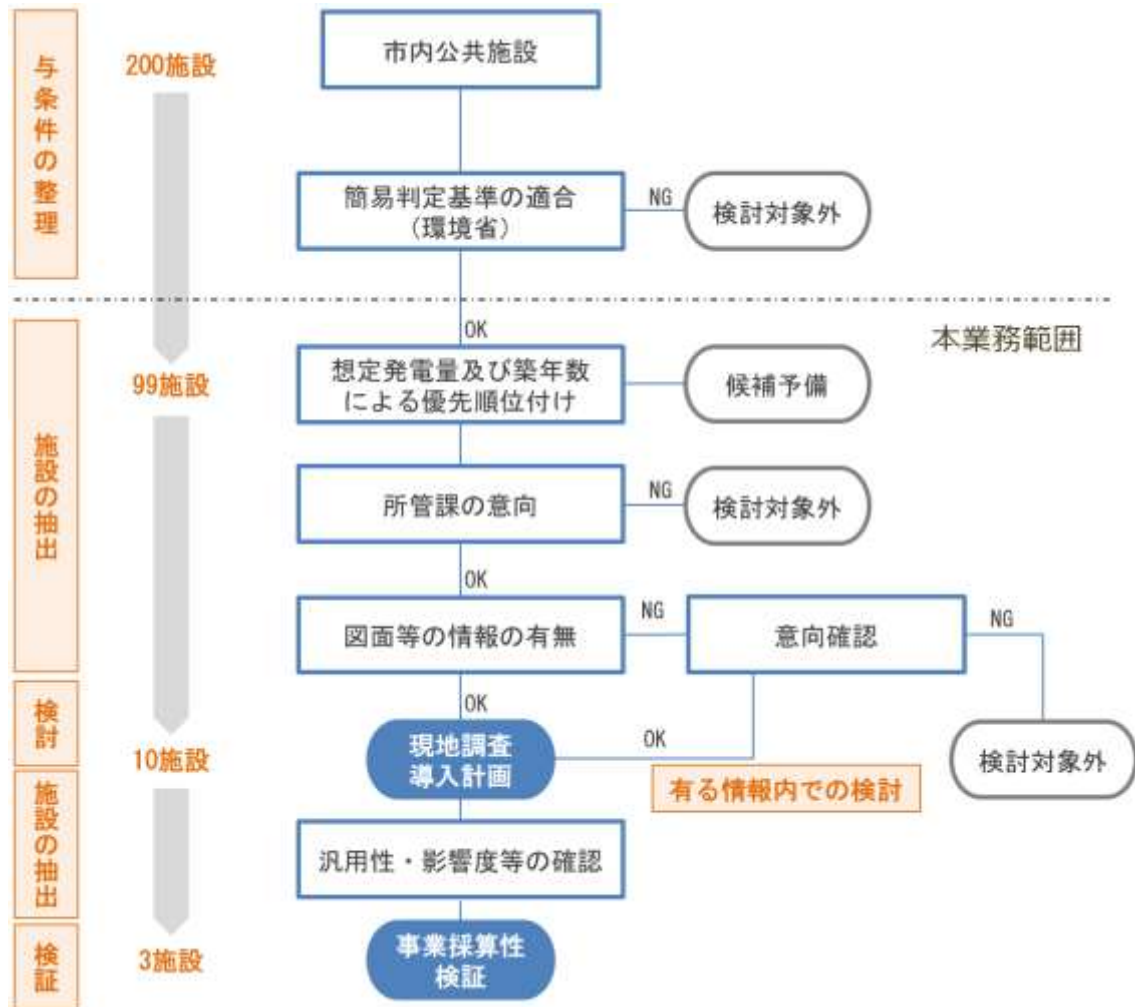 与条件の整理
200施設
市内公共施設
簡易判定基準の適合
（環境省）
NG
検討対象外
OK
本業務範囲
施設の抽出
99施設
想定発電量及び築年数
による優先順位付け
候補予備
所管課の意向
NG
検討対象外
OK
図面等の情報の有無
NG
意向確認
NG
検討
OK
10施設
現地調査
導入計画
OK
検討対象外
有る情報内での検討
施設の抽出
汎用性・影響度等の確認
検証
3施設
事業採算性
検証